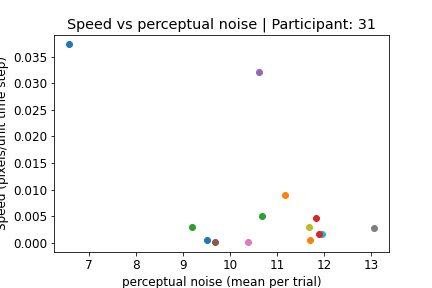 Speed vs perceptual noise | Participant: 31
0.035
0.030
0.025
0.020
0.015
0.010
0.005
0.000
Speed (pixels/unit time step)
7 8 9 10 11 12 13
perceptual noise (mean per trial)